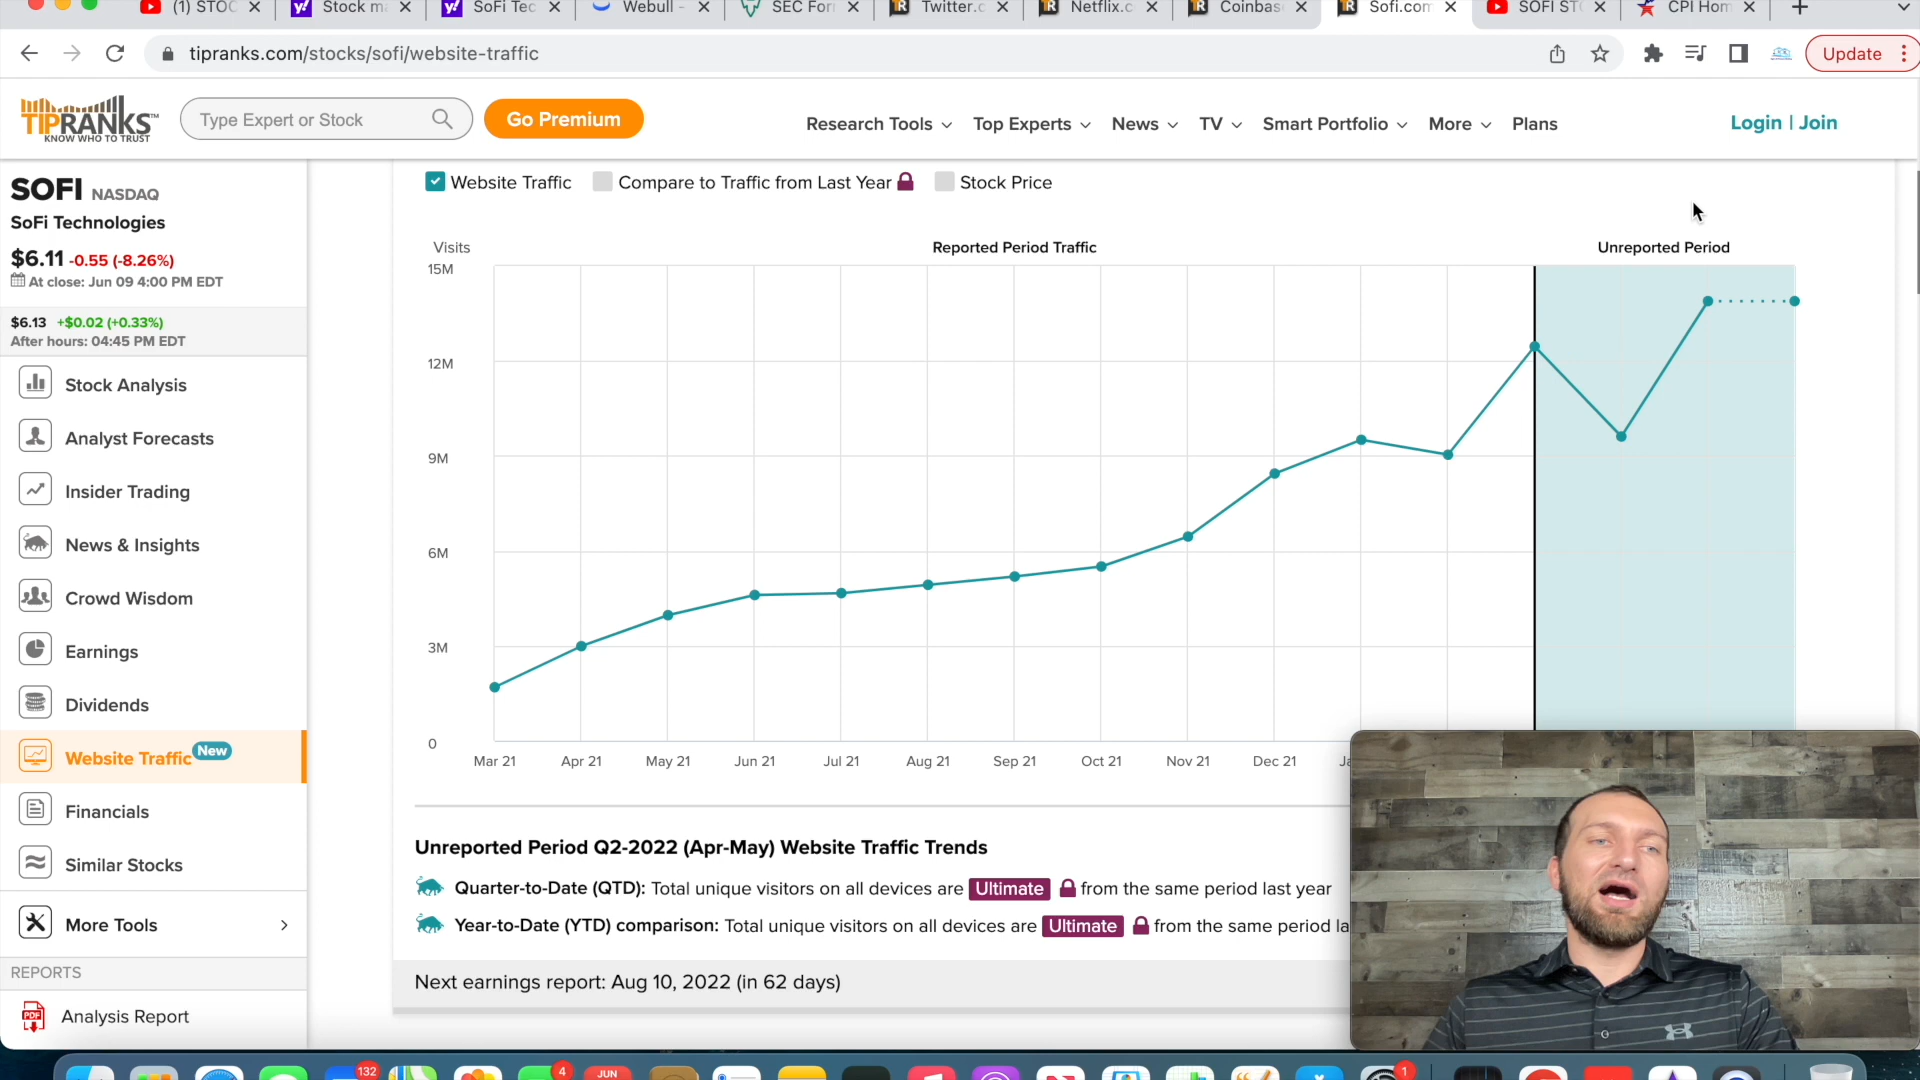 (1) STOC
Stock ma
SoFi Tec
Webull -
SEC For
Twitter.c
Netflix.c
Coinbas
Sofi.com
SOFI STO
CPI Hom
tipranks.com/stocks/sofi/website-traffic
Update
TIPRANKS™
KNOW WHO TO TRUST
Type Expert or Stock
Go Premium
Research Tools
Top Experts
News
TV
Smart Portfolio
More
Plans
Login | Join
SOFI NASDAQ
SoFi Technologies
$6.11 -0.55 (-8.26%)
At close: Jun 09 4:00 PM EDT
$6.13 +$0.02 (+0.33%)
After hours: 04:45 PM EDT
Stock Analysis
Analyst Forecasts
Insider Trading
News & Insights
Crowd Wisdom
Earnings
Dividends
Website Traffic New
Financials
Similar Stocks
More Tools
REPORTS
PDF
Analysis Report
Website Traffic
Compare to Traffic from Last Year
Stock Price
Visits
Reported Period Traffic
Unreported Period
15M
12M
9M
6M
3M
0
Mar 21
Apr 21
May 21
Jun 21
Jul 21
Aug 21
Sep 21
Oct 21
Nov 21
Dec 21
Unreported Period Q2-2022 (Apr-May) Website Traffic Trends
Quarter-to-Date (QTD): Total unique visitors on all devices are Ultimate from the same period last year
Year-to-Date (YTD) comparison: Total unique visitors on all devices are Ultimate from the same period la
Next earnings report: Aug 10, 2022 (in 62 days)
132
4
JUN
1